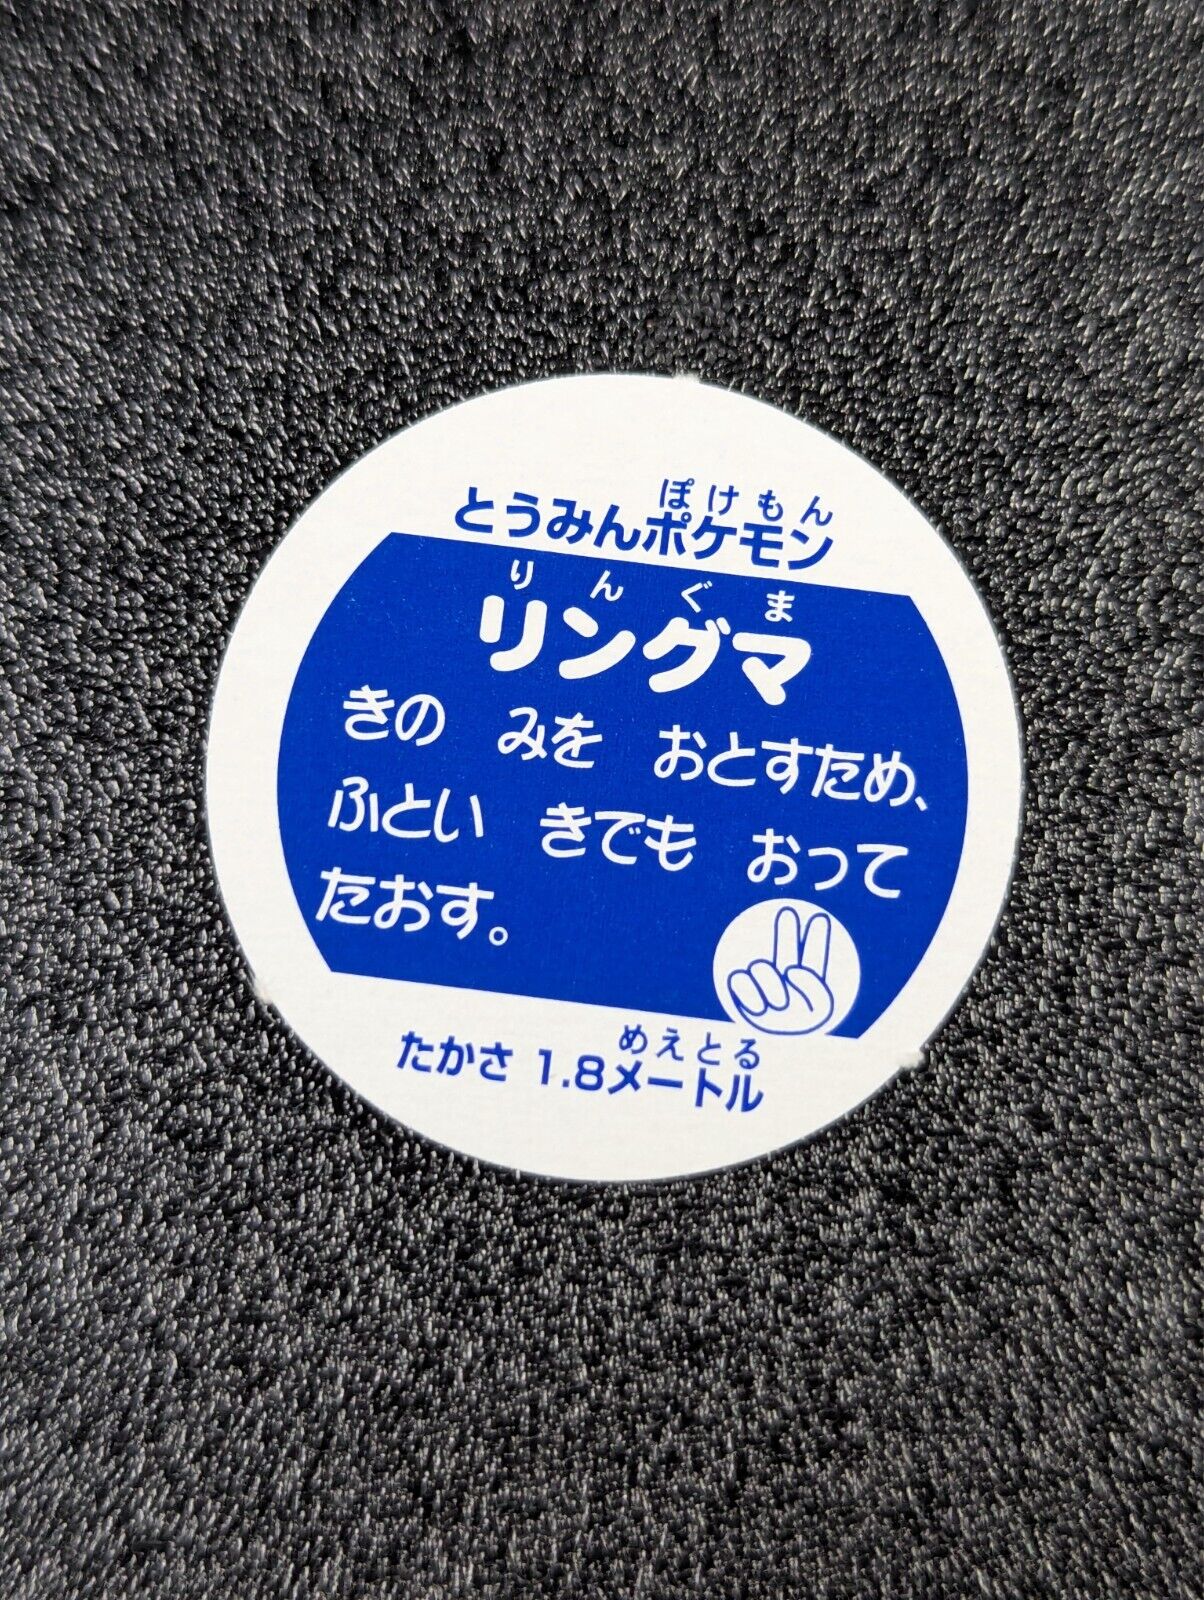 ぽけもん
とうみんポケモン
りんぐま
リングマ
きの みを おとすため、
ふとい きでも おって
たおす。
めえとる
たかさ 1.8メートル